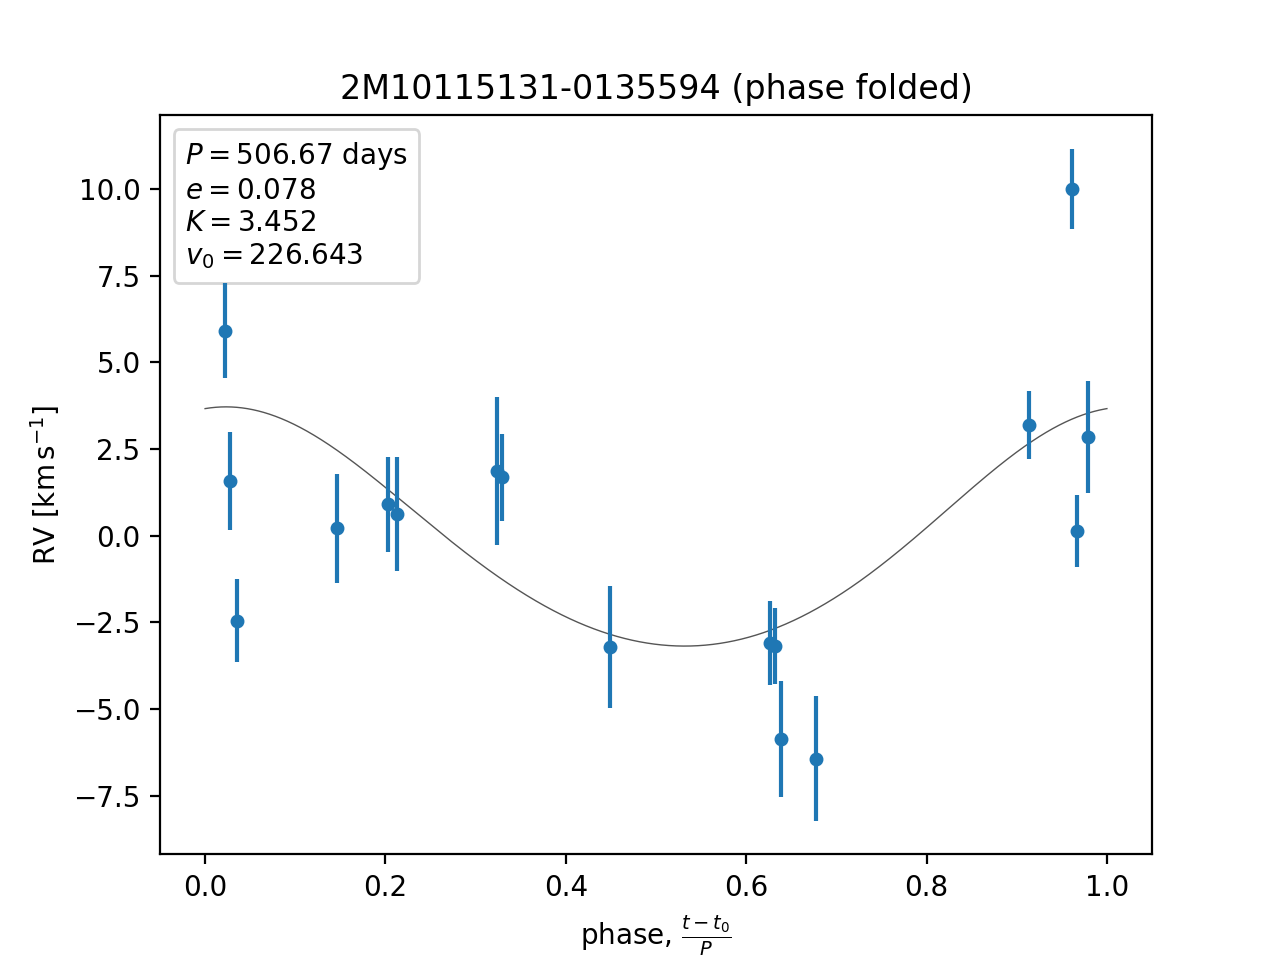 2M10115131-0135594 (phase folded)
P = 506.67 days
e = 0.078
K = 3.452
v₀ = 226.643
10.0
7.5
5.0
2.5
0.0
−2.5
−5.0
−7.5
RV [km s⁻¹]
0.0 0.2 0.4 0.6 0.8 1.0
phase, (t − t₀)/P